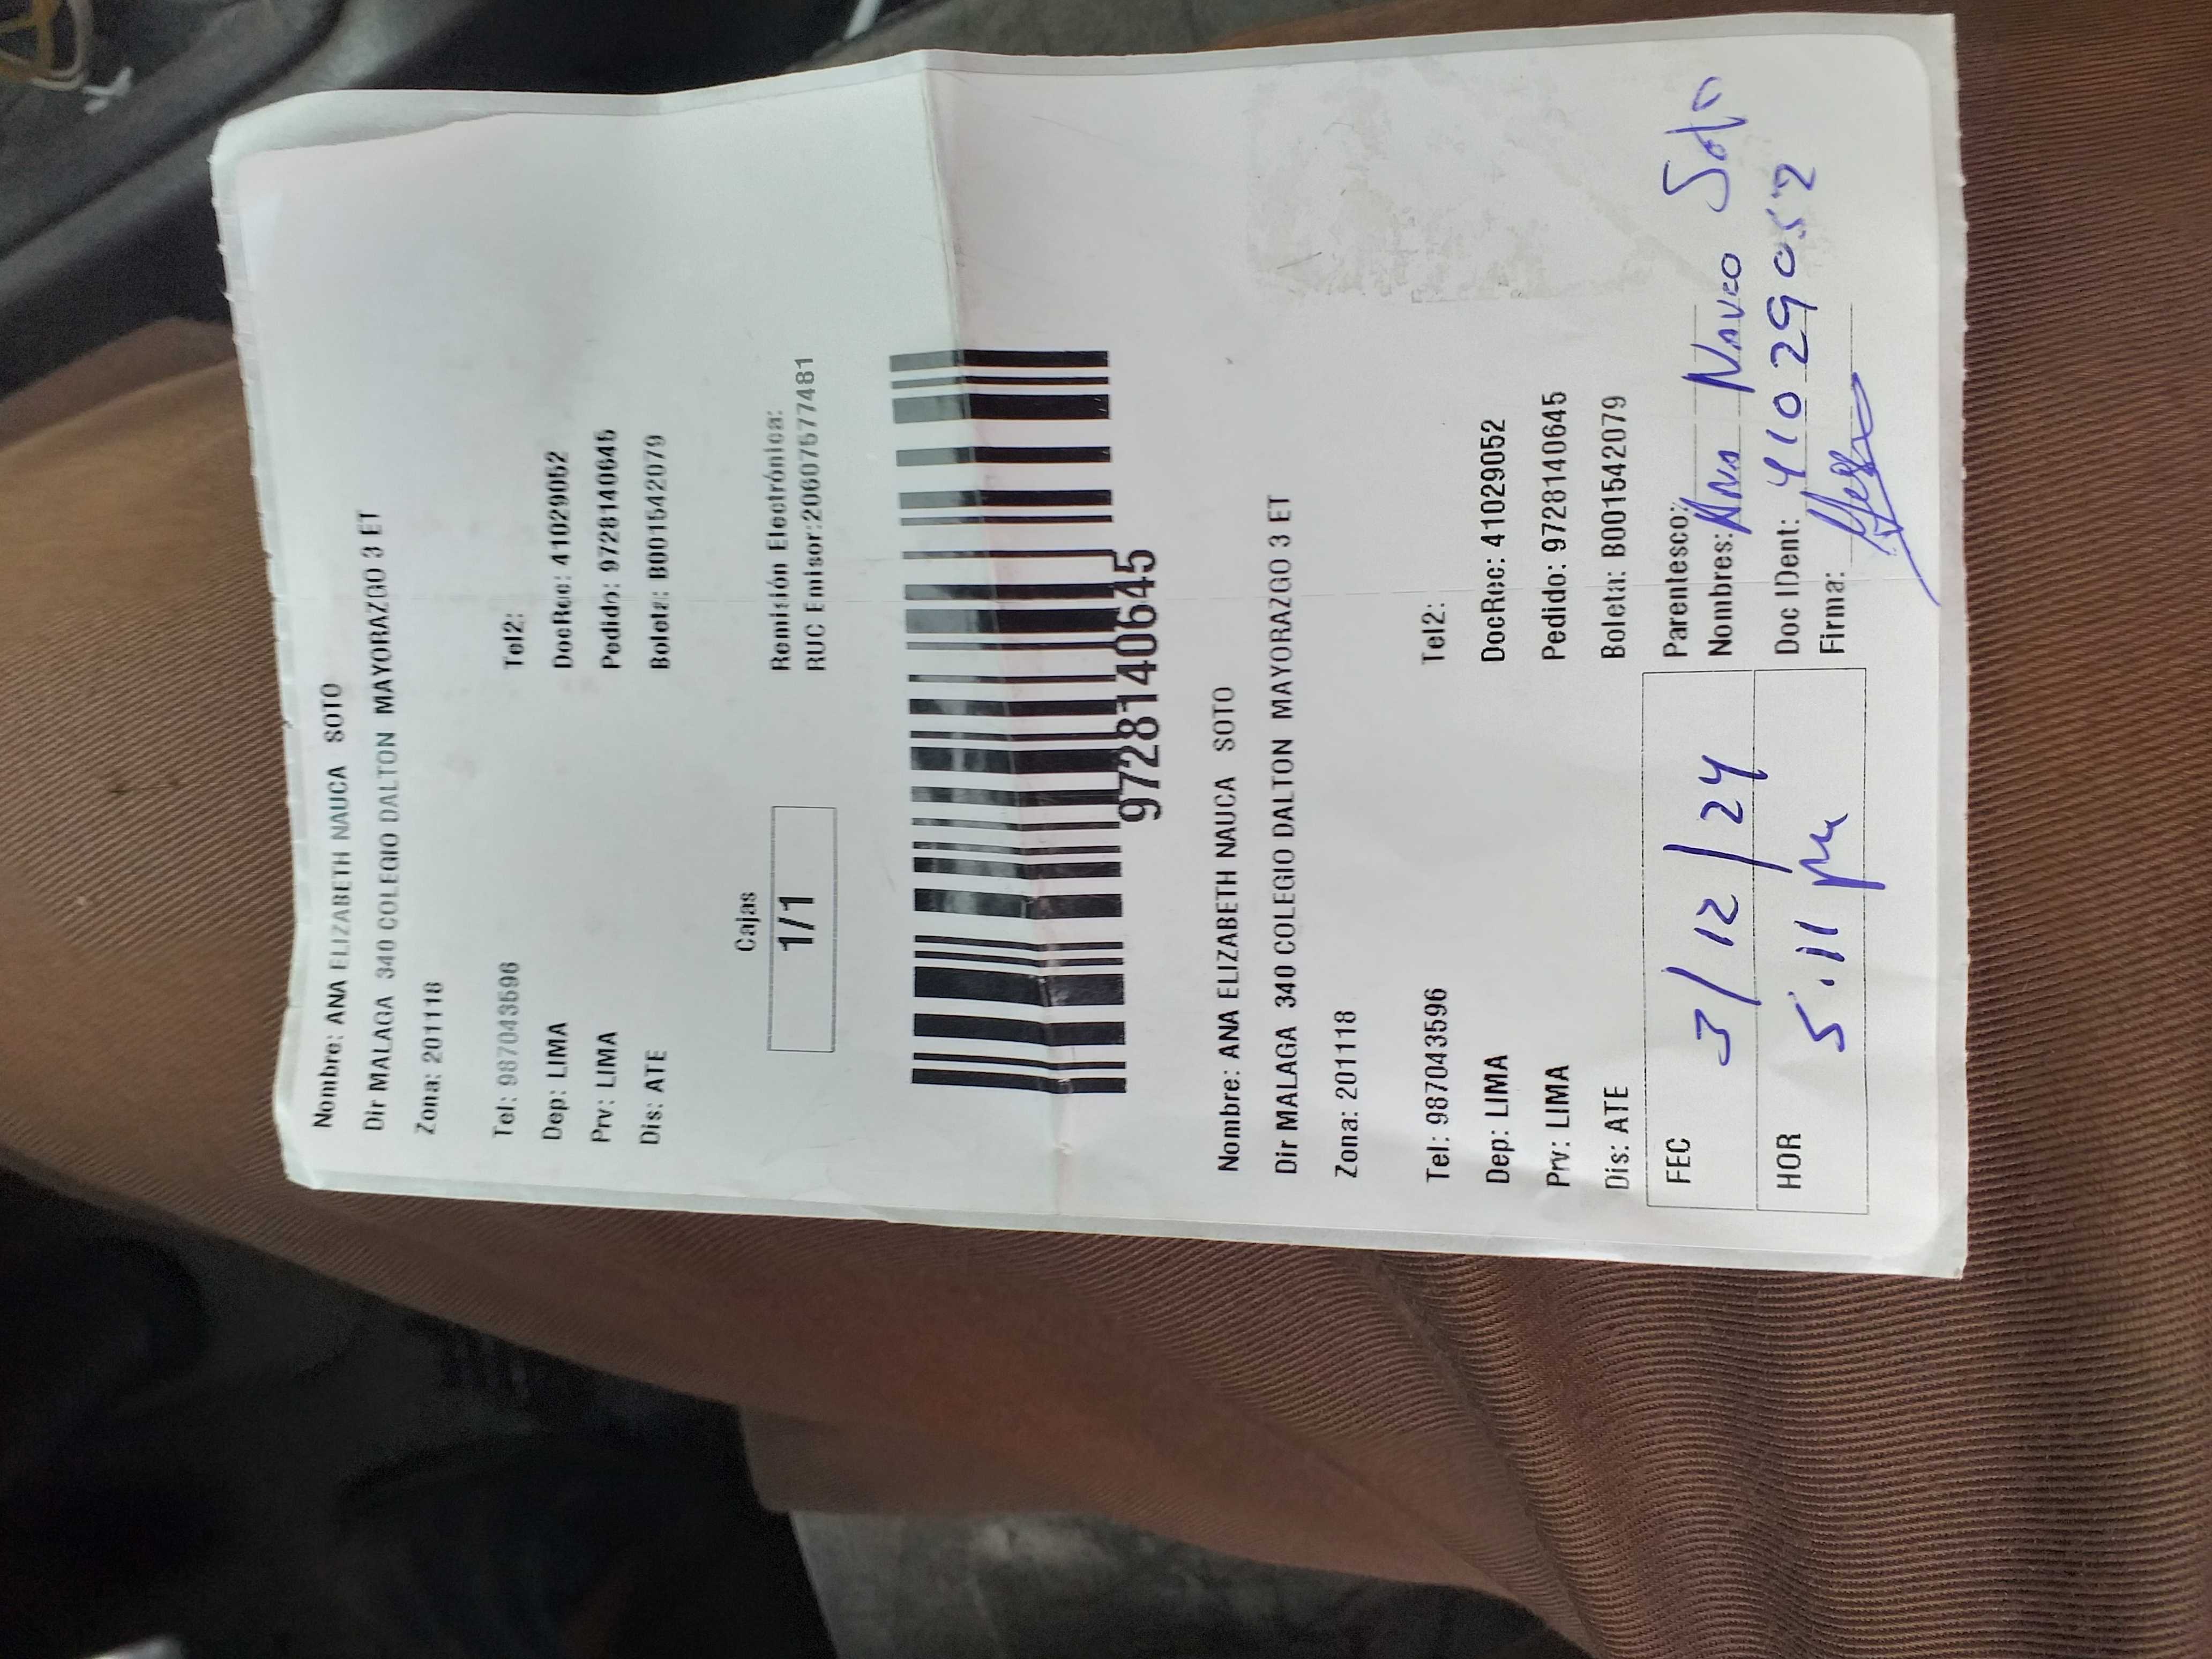 Nombre: ANA ELIZABETH NAUCA SOTO
Dir MALAGA 340 COLEGIO DALTON MAYORAZGO 3 ET
Zona: 201118
Tel: 987043596 Tel2:
Dep: LIMA DocRec: 41029052
Prv: LIMA Pedido: 9728140645
Dis: ATE Boleta: B001542079
Cajas
1/1
Remisión Electrónica:
RUC Emisor:20607577481
9728140645
Nombre: ANA ELIZABETH NAUCA SOTO
Dir MALAGA 340 COLEGIO DALTON MAYORAZGO 3 ET
Zona: 201118
Tel: 987043596 Tel2:
Dep: LIMA DocRec: 41029052
Prv: LIMA Pedido: 9728140645
Dis: ATE Boleta: B001542079
FEC 3/12/24 Parentesco:
Nombres: Ana Nauca Soto
HOR 5:11 pm Doc IDent: 41029052
Firma: